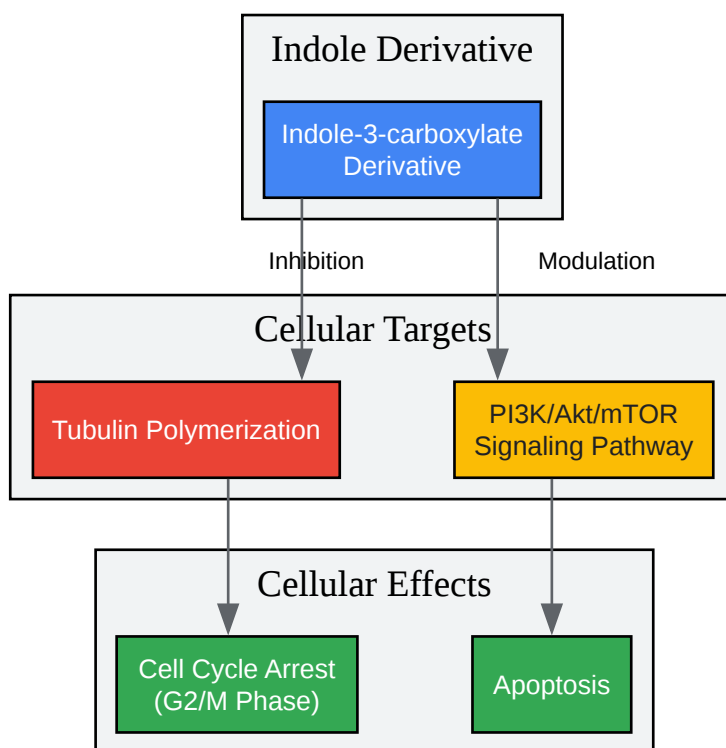 Indole Derivative
Indole-3-carboxylate
Derivative
Inhibition
Modulation
Cellular Targets
Tubulin Polymerization
PI3K/Akt/mTOR
Signaling Pathway
Cellular Effects
Cell Cycle Arrest
(G2/M Phase)
Apoptosis